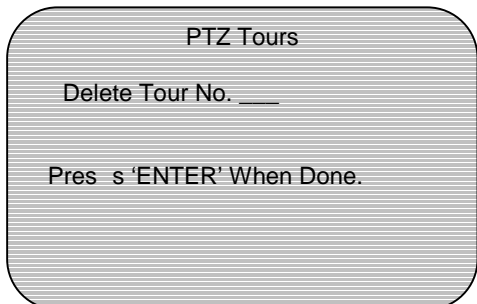 PTZ Tours
Delete Tour No. ___
Pres s ‘ENTER’ When Done.